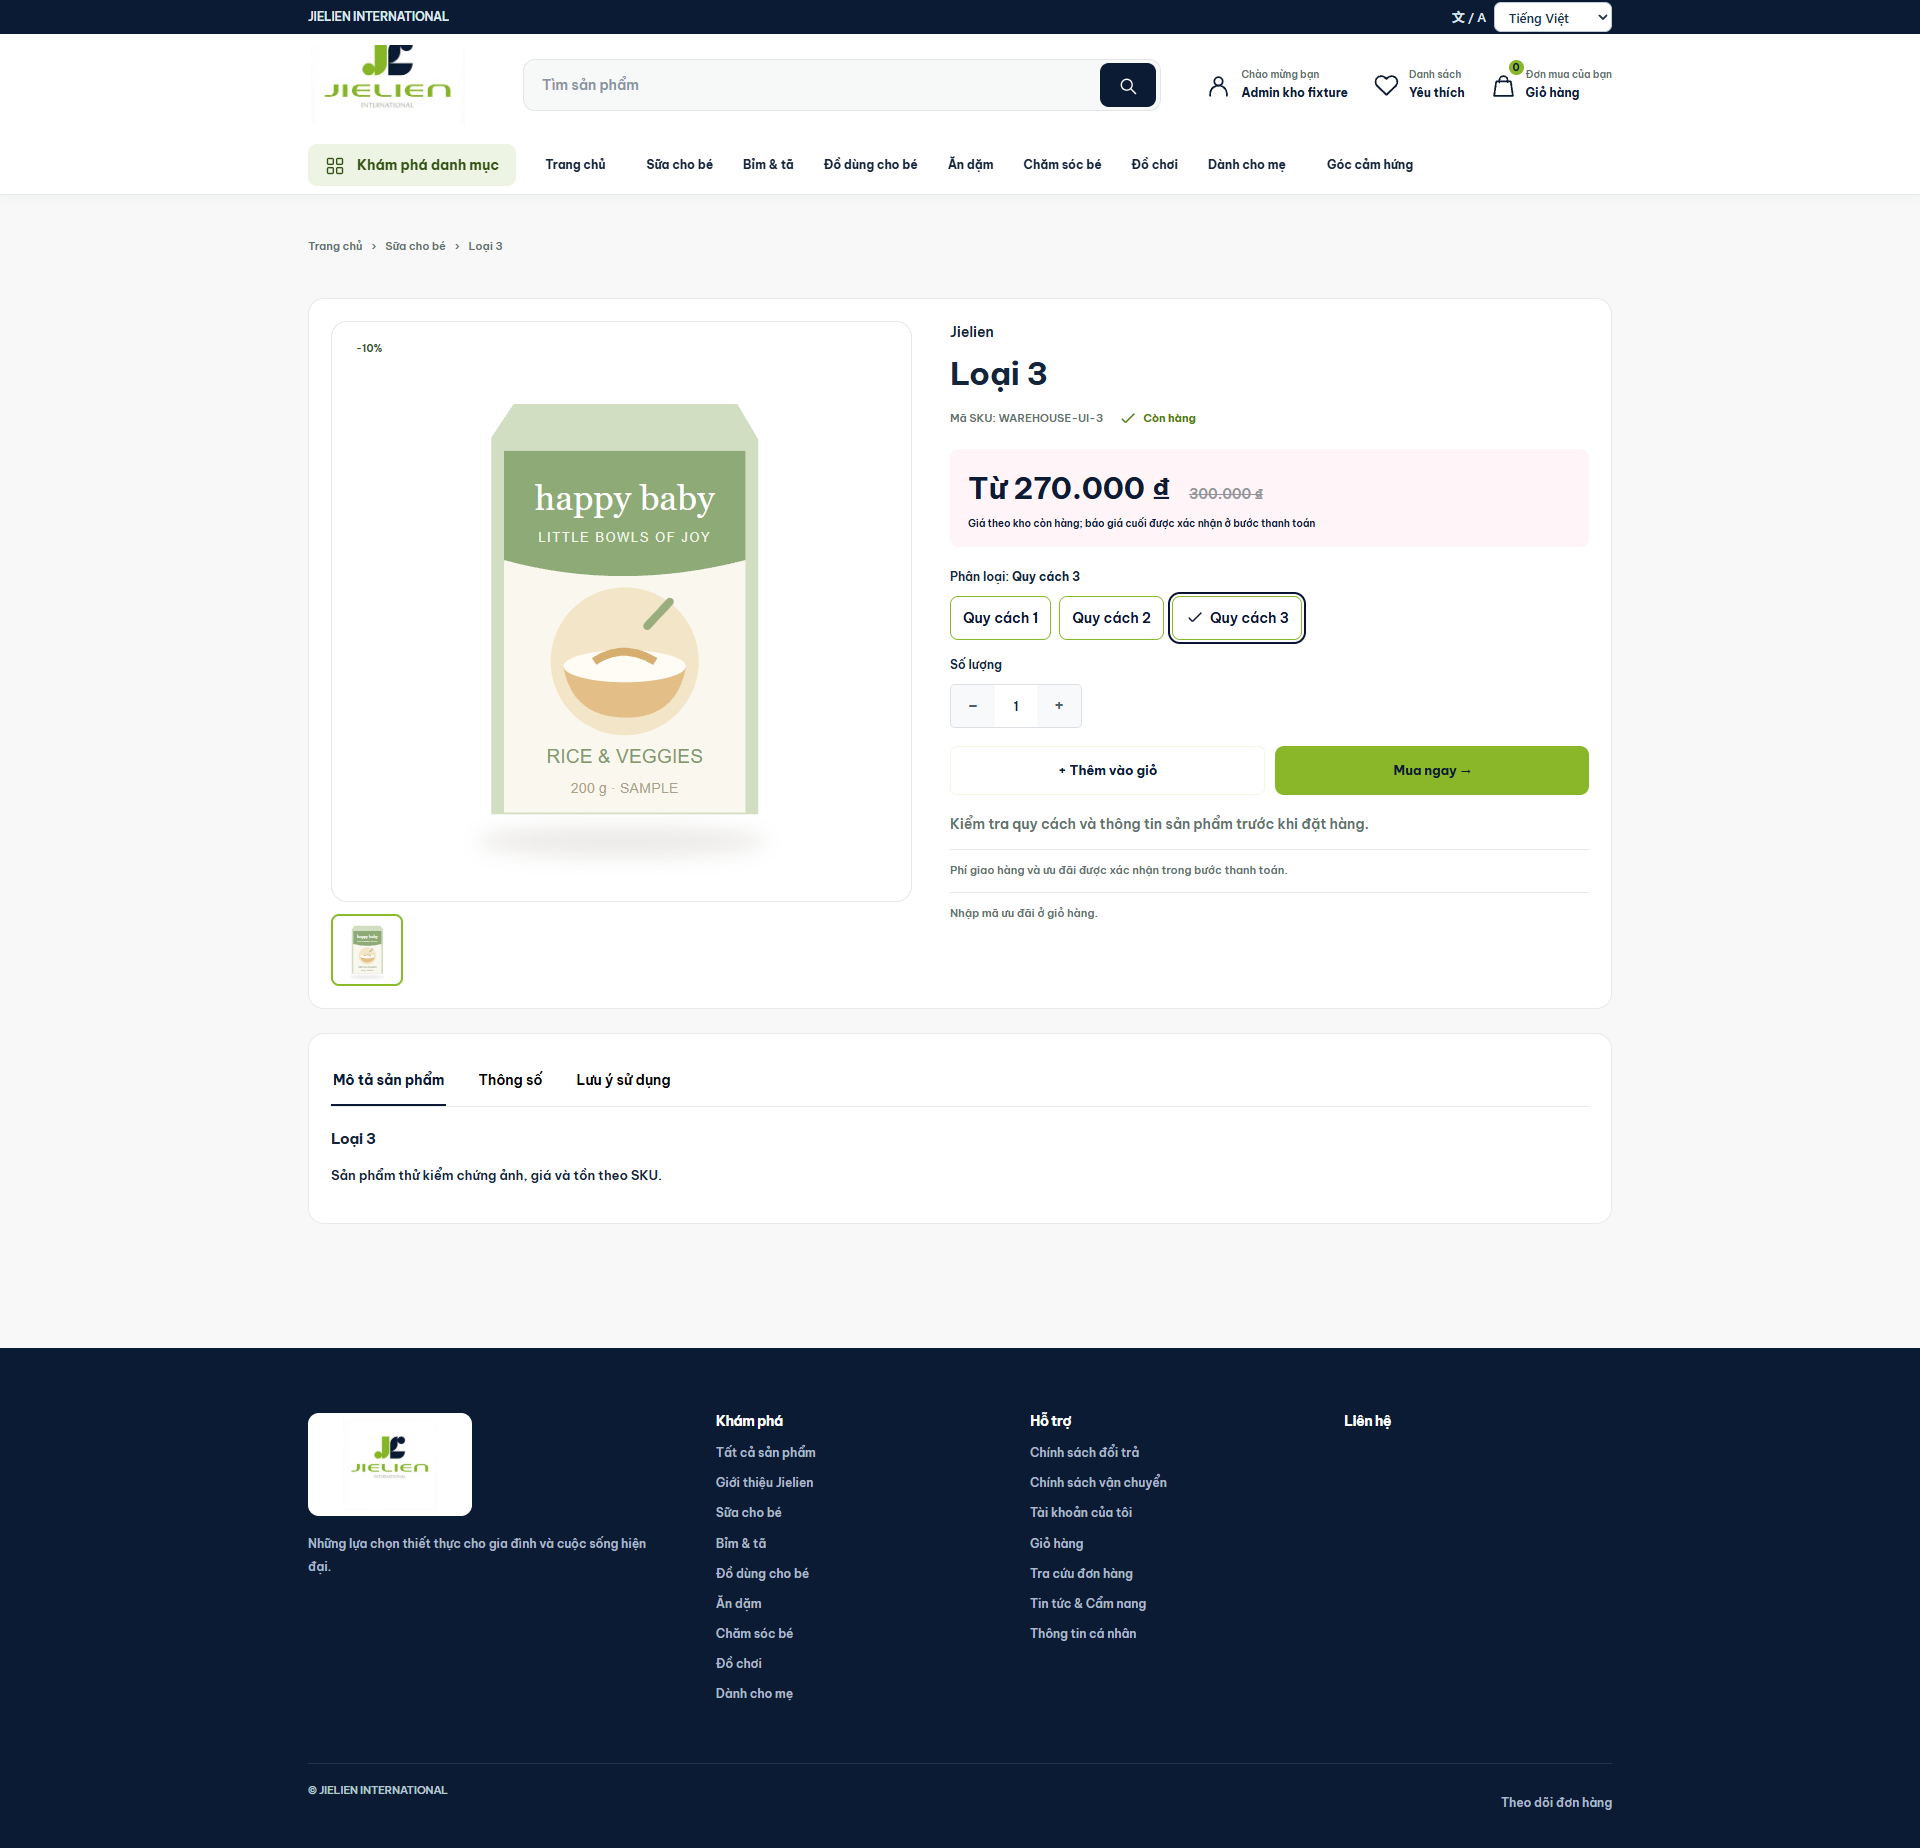 JIELIEN INTERNATIONAL
文 / A
Tiếng Việt
JIELIEN
INTERNATIONAL
Tìm sản phẩm
Chào mừng bạn
Admin kho fixture
Danh sách
Yêu thích
0
Đơn mua của bạn
Giỏ hàng
Khám phá danh mục
Trang chủ
Sữa cho bé
Bỉm & tã
Đồ dùng cho bé
Ăn dặm
Chăm sóc bé
Đồ chơi
Dành cho mẹ
Góc cảm hứng
Trang chủ › Sữa cho bé › Loại 3
-10%
happy baby
LITTLE BOWLS OF JOY
RICE & VEGGIES
200 g · SAMPLE
Jielien
Loại 3
Mã SKU: WAREHOUSE-UI-3
Còn hàng
Từ 270.000 ₫ 300.000 ₫
Giá theo kho còn hàng; báo giá cuối được xác nhận ở bước thanh toán
Phân loại: Quy cách 3
Quy cách 1
Quy cách 2
Quy cách 3
Số lượng
− 1 +
+ Thêm vào giỏ
Mua ngay →
Kiểm tra quy cách và thông tin sản phẩm trước khi đặt hàng.
Phí giao hàng và ưu đãi được xác nhận trong bước thanh toán.
Nhập mã ưu đãi ở giỏ hàng.
happy baby
Mô tả sản phẩm
Thông số
Lưu ý sử dụng
Loại 3
Sản phẩm thử kiểm chứng ảnh, giá và tồn theo SKU.
JIELIEN
INTERNATIONAL
Những lựa chọn thiết thực cho gia đình và cuộc sống hiện
đại.
Khám phá
Tất cả sản phẩm
Giới thiệu Jielien
Sữa cho bé
Bỉm & tã
Đồ dùng cho bé
Ăn dặm
Chăm sóc bé
Đồ chơi
Dành cho mẹ
Hỗ trợ
Chính sách đổi trả
Chính sách vận chuyển
Tài khoản của tôi
Giỏ hàng
Tra cứu đơn hàng
Tin tức & Cẩm nang
Thông tin cá nhân
Liên hệ
© JIELIEN INTERNATIONAL
Theo dõi đơn hàng